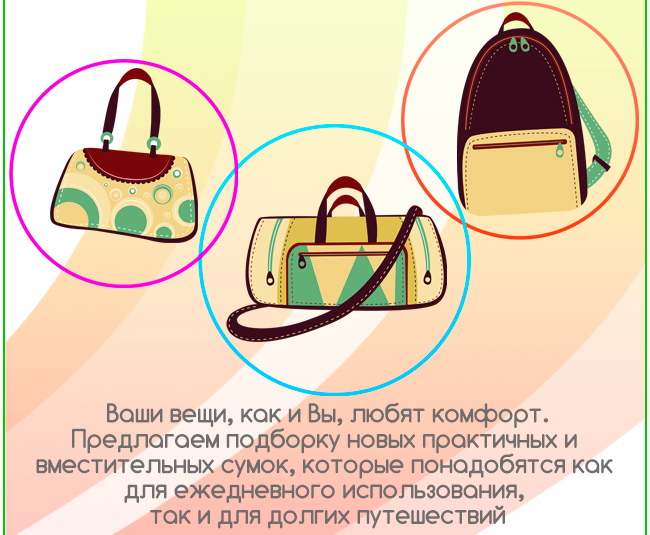 Ваши вещи, как и Вы, любят комфорт.
Предлагаем подборку новых практичных и
вместительных сумок, которые понадобятся как
для ежедневного использования,
так и для долгих путешествий